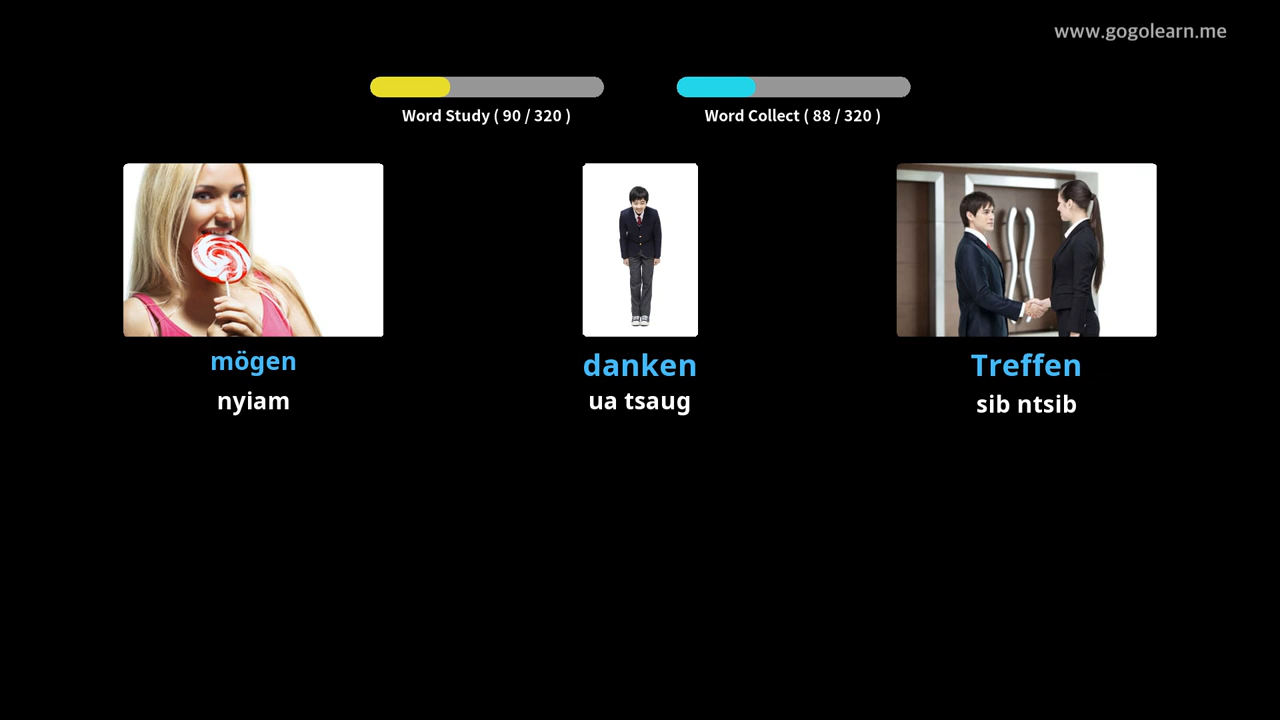 www.gogolearn.me
Word Study ( 90 / 320 )
Word Collect ( 88 / 320 )
mögen
danken
Treffen
nyiam
ua tsaug
sib ntsib